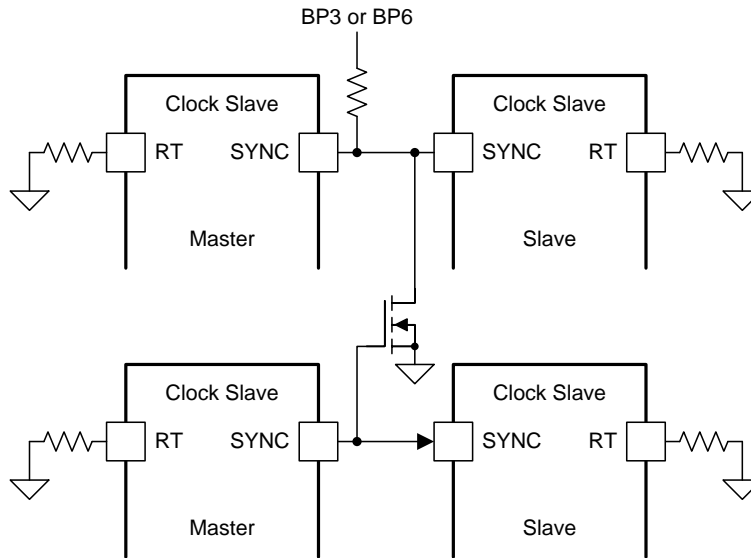 BP3 or BP6
Clock Slave
Clock Slave
RT
SYNC
SYNC
RT
Master
Slave
Clock Slave
Clock Slave
RT
SYNC
SYNC
RT
Master
Slave